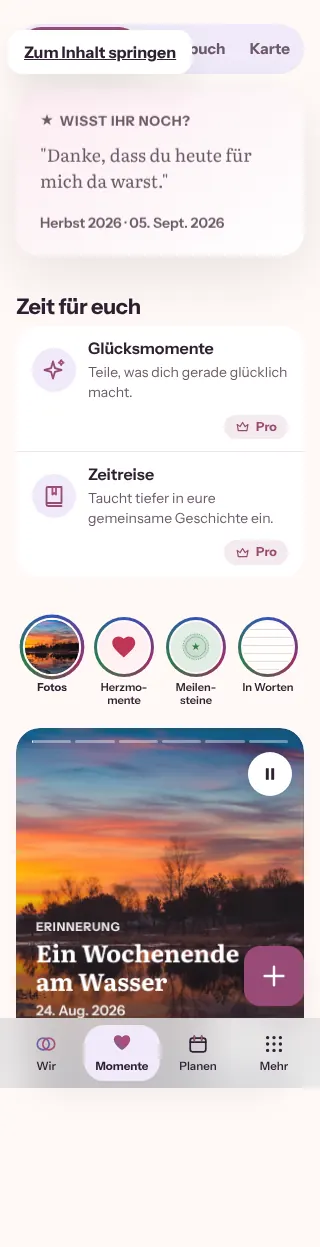 Zum Inhalt springen
buch
Karte
★ WISST IHR NOCH?
"Danke, dass du heute für
mich da warst."
Herbst 2026 · 05. Sept. 2026
Zeit für euch
Glücksmomente
Teile, was dich gerade glücklich
macht.
Pro
Zeitreise
Taucht tiefer in eure
gemeinsame Geschichte ein.
Pro
Fotos
Herzmo-
mente
Meilen-
steine
In Worten
ERINNERUNG
Ein Wochenende
am Wasser
24. Aug. 2026
Wir
Momente
Planen
Mehr